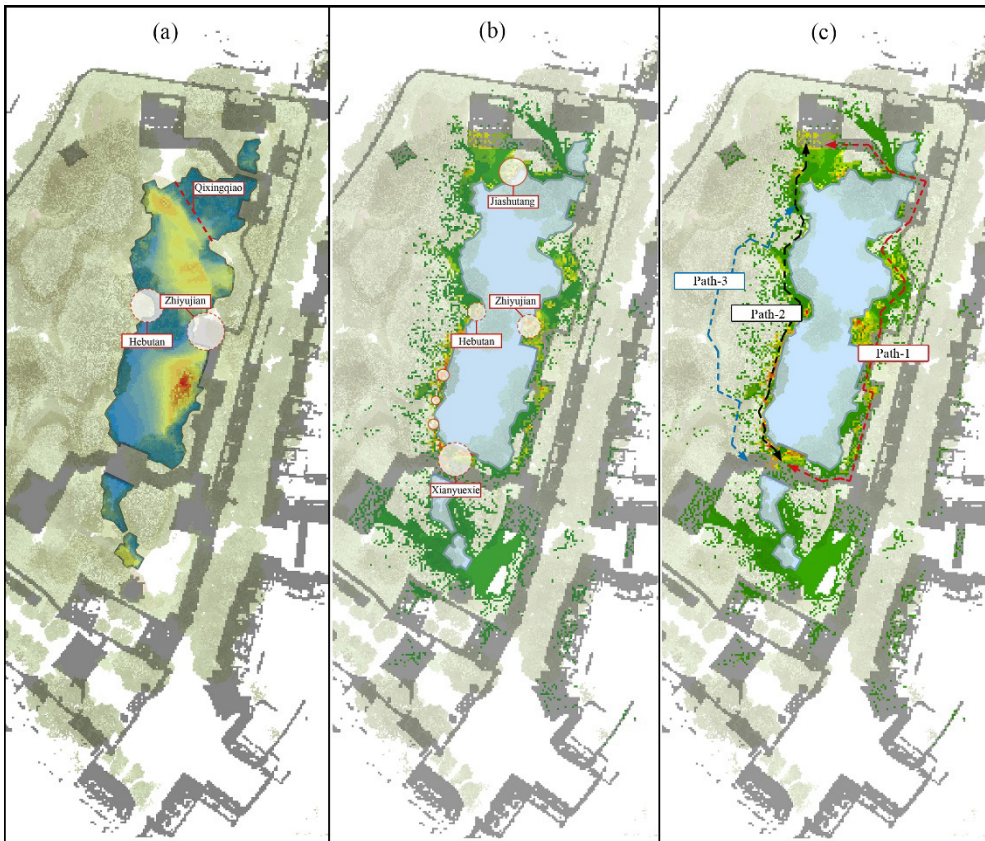 (a)
Qixingqiao
Zhiyujian
Hebutan
(b)
Jiashutang
Zhiyujian
Hebutan
Xianyuexie
(c)
Path-3
Path-2
Path-1